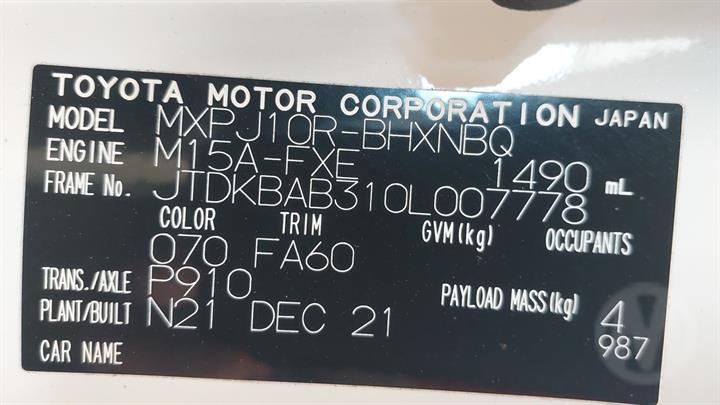 TOYOTA MOTOR CORPORATION JAPAN
MODEL MXPJ10R-BHXNBQ
ENGINE M15A-FXE 1490 mL
FRAME No. JTDKBAB310L007778
COLOR TRIM GVM(kg) OCCUPANTS
070 FA60
TRANS./AXLE P910 PAYLOAD MASS(kg) 4
PLANT/BUILT N21 DEC 21 987
CAR NAME